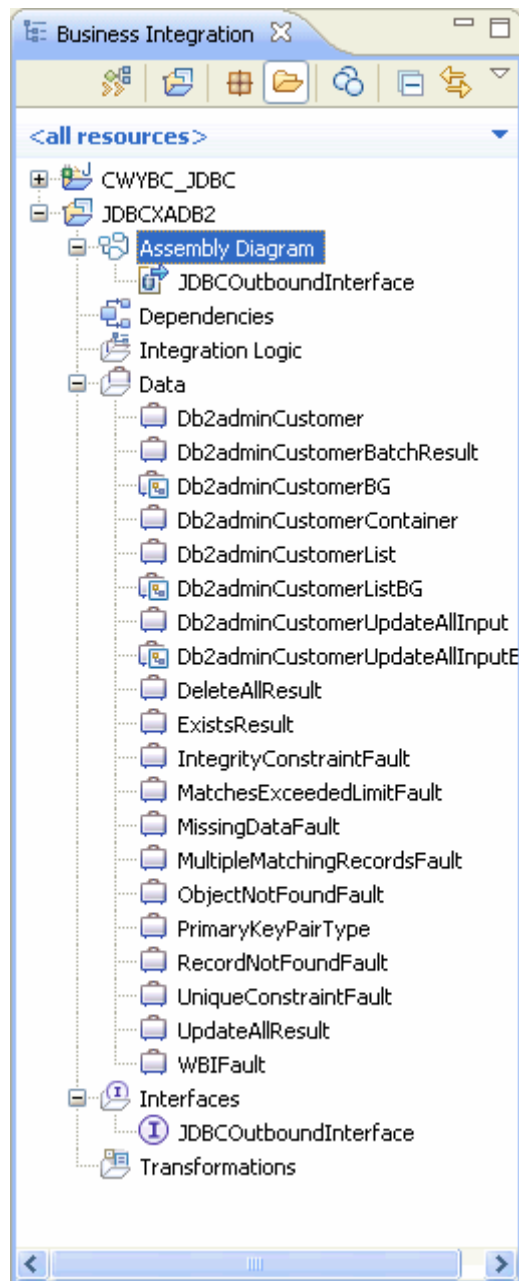 Business Integration
<all resources>
CWYBC_JDBC
JDBCXADB2
Assembly Diagram
JDBCOutboundInterface
Dependencies
Integration Logic
Data
Db2adminCustomer
Db2adminCustomerBatchResult
Db2adminCustomerBG
Db2adminCustomerContainer
Db2adminCustomerList
Db2adminCustomerListBG
Db2adminCustomerUpdateAllInput
Db2adminCustomerUpdateAllInputE
DeleteAllResult
ExistsResult
IntegrityConstraintFault
MatchesExceededLimitFault
MissingDataFault
MultipleMatchingRecordsFault
ObjectNotFoundFault
PrimaryKeyPairType
RecordNotFoundFault
UniqueConstraintFault
UpdateAllResult
WBIFault
Interfaces
JDBCOutboundInterface
Transformations